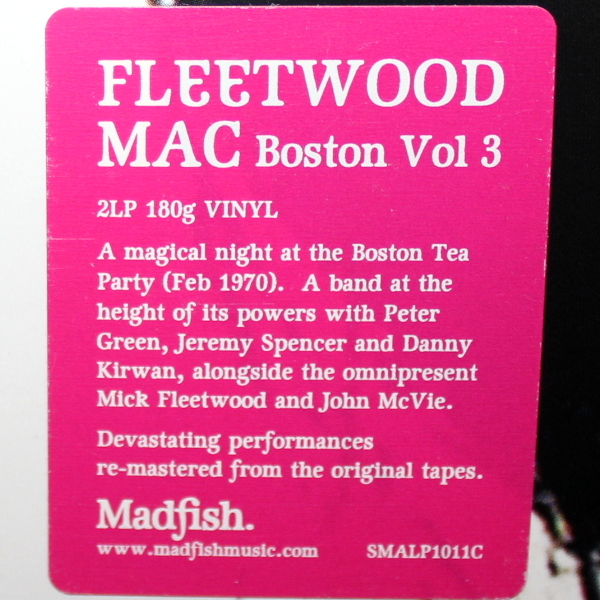 FLEETWOOD
MAC Boston Vol 3
2LP 180g VINYL
A magical night at the Boston Tea
Party (Feb 1970).  A band at the
height of its powers with Peter
Green, Jeremy Spencer and Danny
Kirwan, alongside the omnipresent
Mick Fleetwood and John McVie.
Devastating performances
re-mastered from the original tapes.
Madfish.
www.madfishmusic.com SMALP1011C